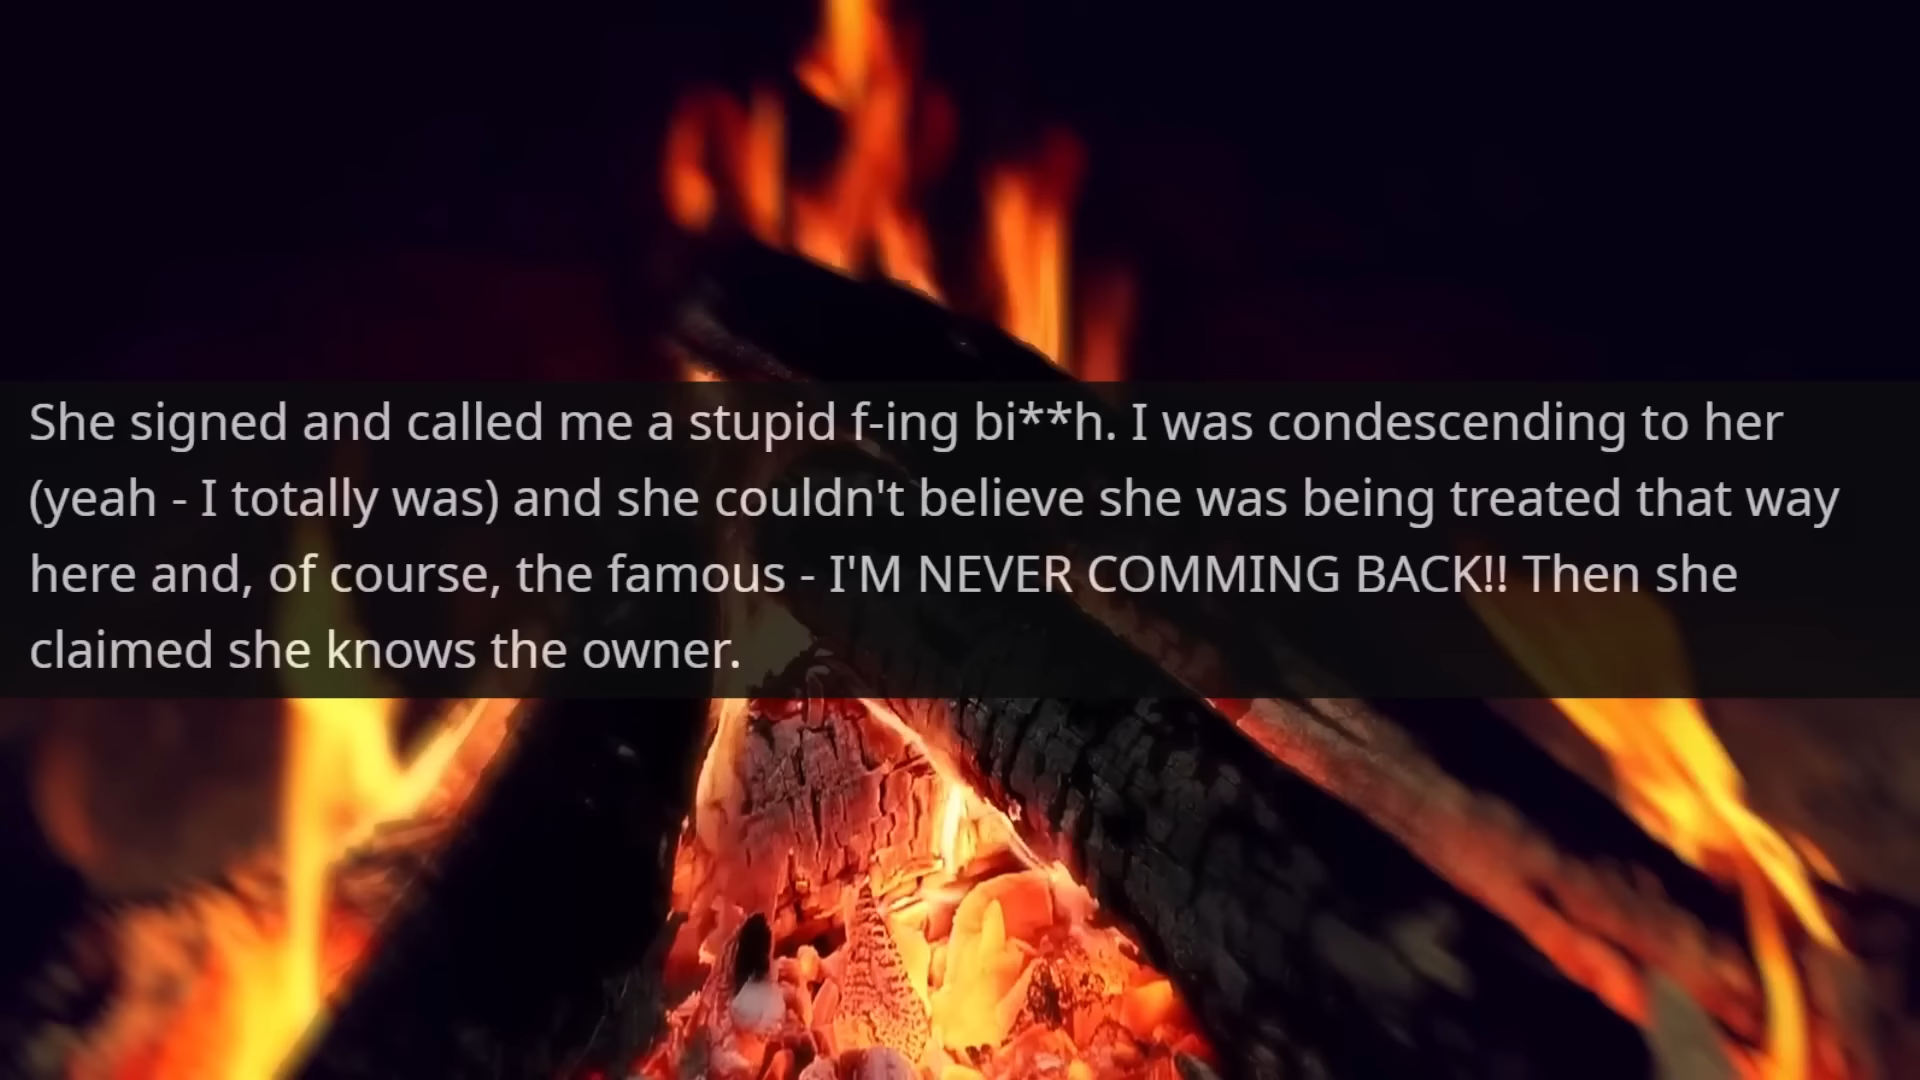 She signed and called me a stupid f-ing bi**h. I was condescending to her
(yeah - I totally was) and she couldn't believe she was being treated that way
here and, of course, the famous - I'M NEVER COMMING BACK!! Then she
claimed she knows the owner.